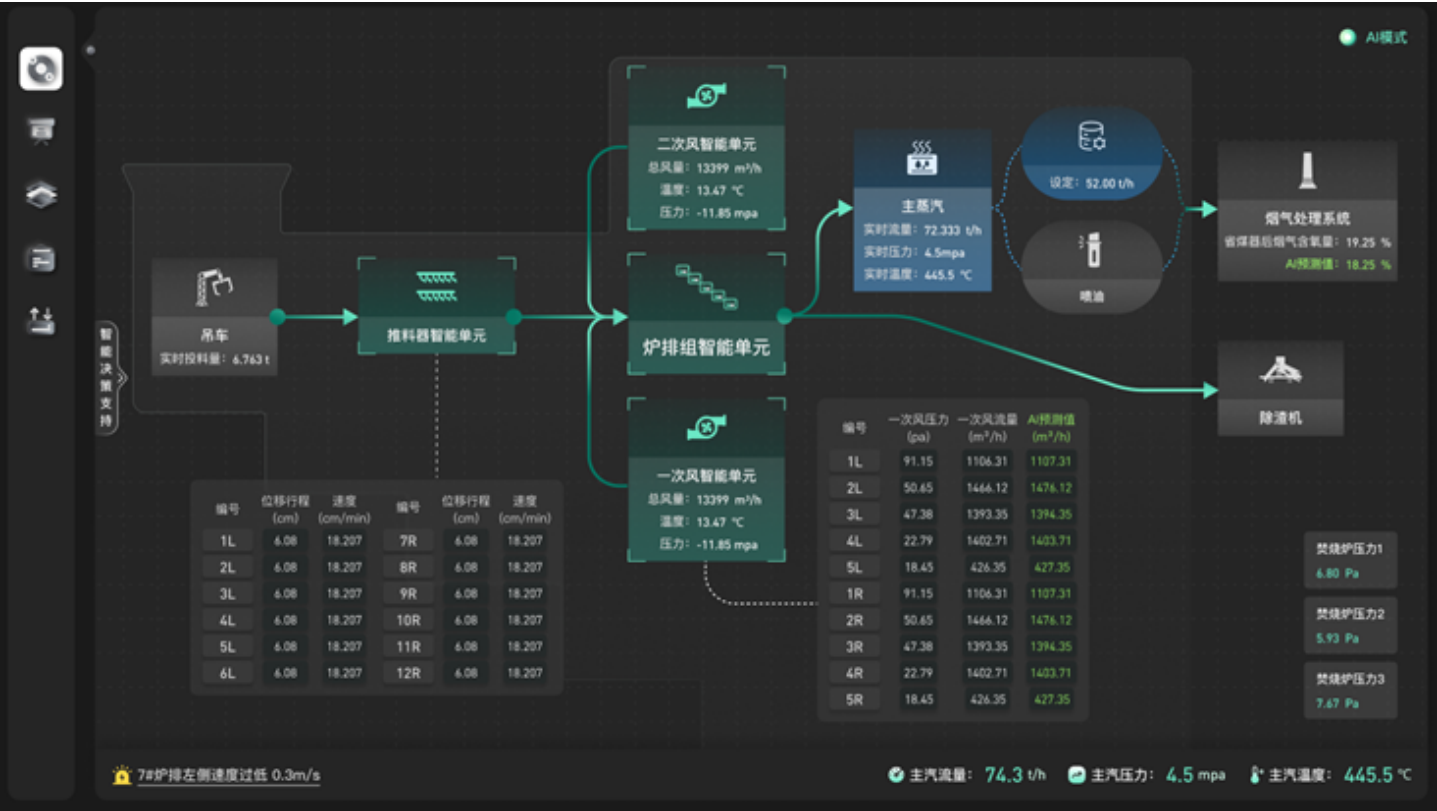 AI模式
二次风智能单元
总风量：13399 m³/h
温度：13.47 ℃
压力：-11.85 mpa
主蒸汽
实时流量：72.333 t/h
实时压力：4.5mpa
实时温度：445.5 ℃
设定：52.00 t/h
喷油
烟气处理系统
省煤器后烟气含氧量：19.25 %
AI预测值：18.25 %
吊车
实时投料量：6.763 t
推料器智能单元
炉排组智能单元
除渣机
智能决策支持
一次风智能单元
总风量：13399 m³/h
温度：13.47 ℃
压力：-11.85 mpa
编号 位移行程(cm) 速度(cm/min) 编号 位移行程(cm) 速度(cm/min)
1L 6.08 18.207 7R 6.08 18.207
2L 6.08 18.207 8R 6.08 18.207
3L 6.08 18.207 9R 6.08 18.207
4L 6.08 18.207 10R 6.08 18.207
5L 6.08 18.207 11R 6.08 18.207
6L 6.08 18.207 12R 6.08 18.207
编号 一次风压力(pa) 一次风流量(m³/h) AI预测值(m³/h)
1L 91.15 1106.31 1107.31
2L 50.65 1466.12 1476.12
3L 47.38 1393.35 1394.35
4L 22.79 1402.71 1403.71
5L 18.45 426.35 427.35
1R 91.15 1106.31 1107.31
2R 50.65 1466.12 1476.12
3R 47.38 1393.35 1394.35
4R 22.79 1402.71 1403.71
5R 18.45 426.35 427.35
焚烧炉压力1
6.80 Pa
焚烧炉压力2
5.93 Pa
焚烧炉压力3
7.67 Pa
7#炉排左侧速度过低 0.3m/s
主汽流量：74.3 t/h 主汽压力：4.5 mpa 主汽温度：445.5 ℃